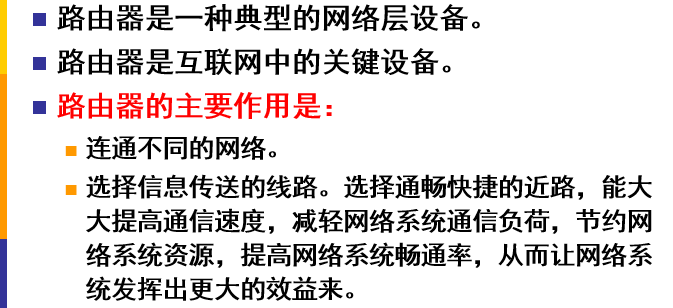 路由器是一种典型的网络层设备。
路由器是互联网中的关键设备。
路由器的主要作用是：
连通不同的网络。
选择信息传送的线路。选择通畅快捷的近路，能大
大提高通信速度，减轻网络系统通信负荷，节约网
络系统资源，提高网络系统畅通率，从而让网络系
统发挥出更大的效益来。